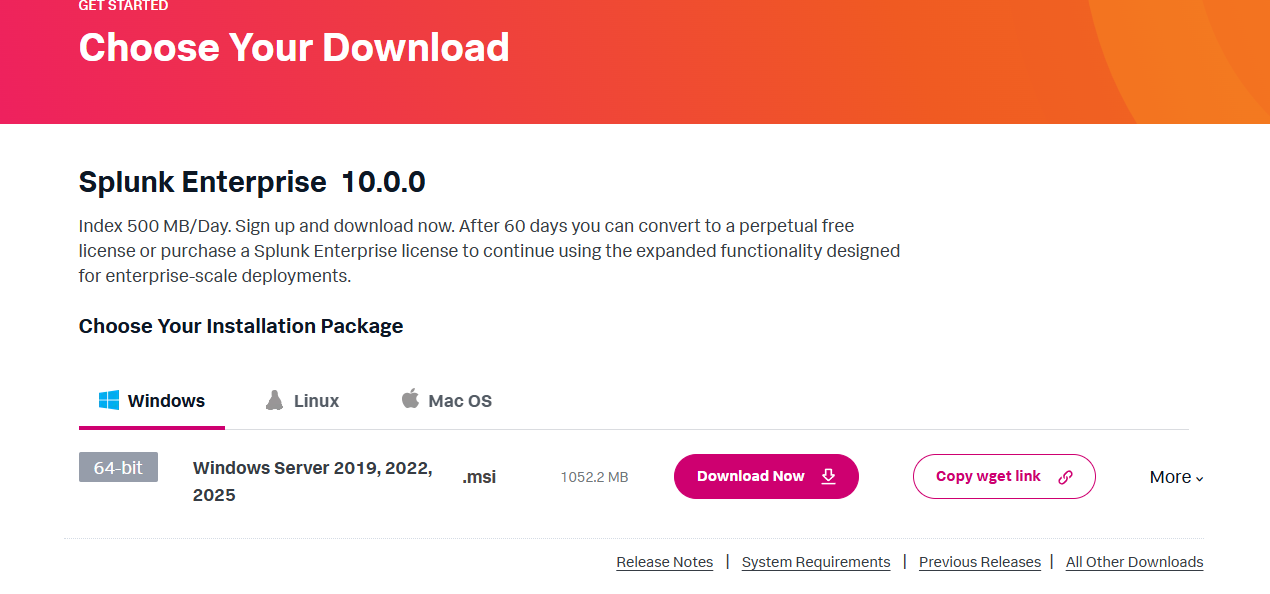 GET STARTED
Choose Your Download
Splunk Enterprise 10.0.0
Index 500 MB/Day. Sign up and download now. After 60 days you can convert to a perpetual free
license or purchase a Splunk Enterprise license to continue using the expanded functionality designed
for enterprise-scale deployments.
Choose Your Installation Package
Windows Linux Mac OS
64-bit Windows Server 2019, 2022, .msi 1052.2 MB Download Now Copy wget link More
2025
Release Notes | System Requirements | Previous Releases | All Other Downloads